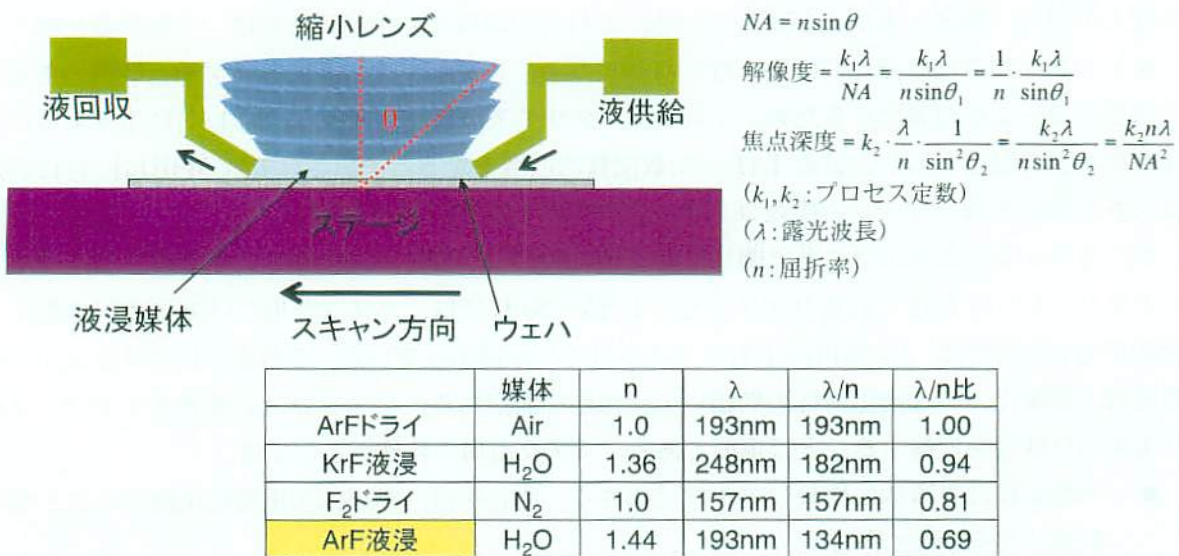 縮小レンズ
液回収
θ
液供給
ステージ
液浸媒体
スキャン方向
ウェハ
NA = n sin θ
解像度 = k₁λ/NA = k₁λ/(n sinθ₁) = 1/n · k₁λ/sinθ₁
焦点深度 = k₂ · λ/n · 1/sin²θ₂ = k₂λ/(n sin²θ₂) = k₂nλ/NA²
(k₁,k₂:プロセス定数)
(λ:露光波長)
(n:屈折率)
媒体 n λ λ/n λ/n比
ArFドライ Air 1.0 193nm 193nm 1.00
KrF液浸 H₂O 1.36 248nm 182nm 0.94
F₂ドライ N₂ 1.0 157nm 157nm 0.81
ArF液浸 H₂O 1.44 193nm 134nm 0.69